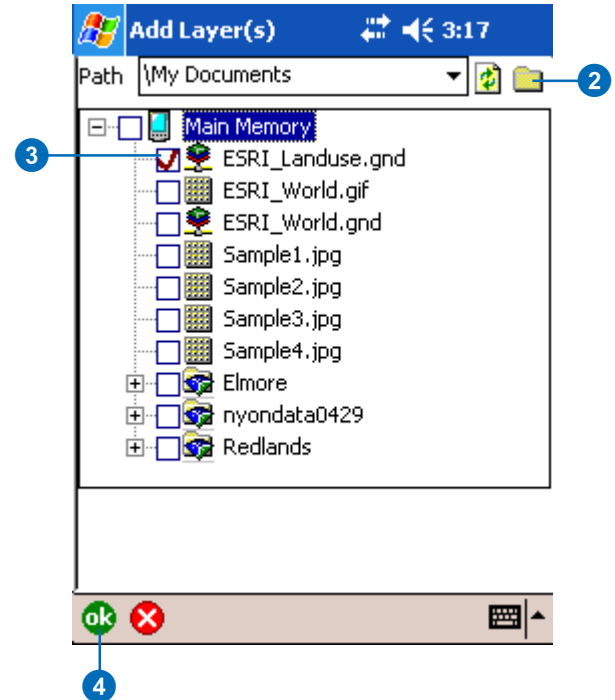 Add Layer(s) 3:17
Path \My Documents
2
Main Memory
3
ESRI_Landuse.gnd
ESRI_World.gif
ESRI_World.gnd
Sample1.jpg
Sample2.jpg
Sample3.jpg
Sample4.jpg
Elmore
nyondata0429
Redlands
ok
4